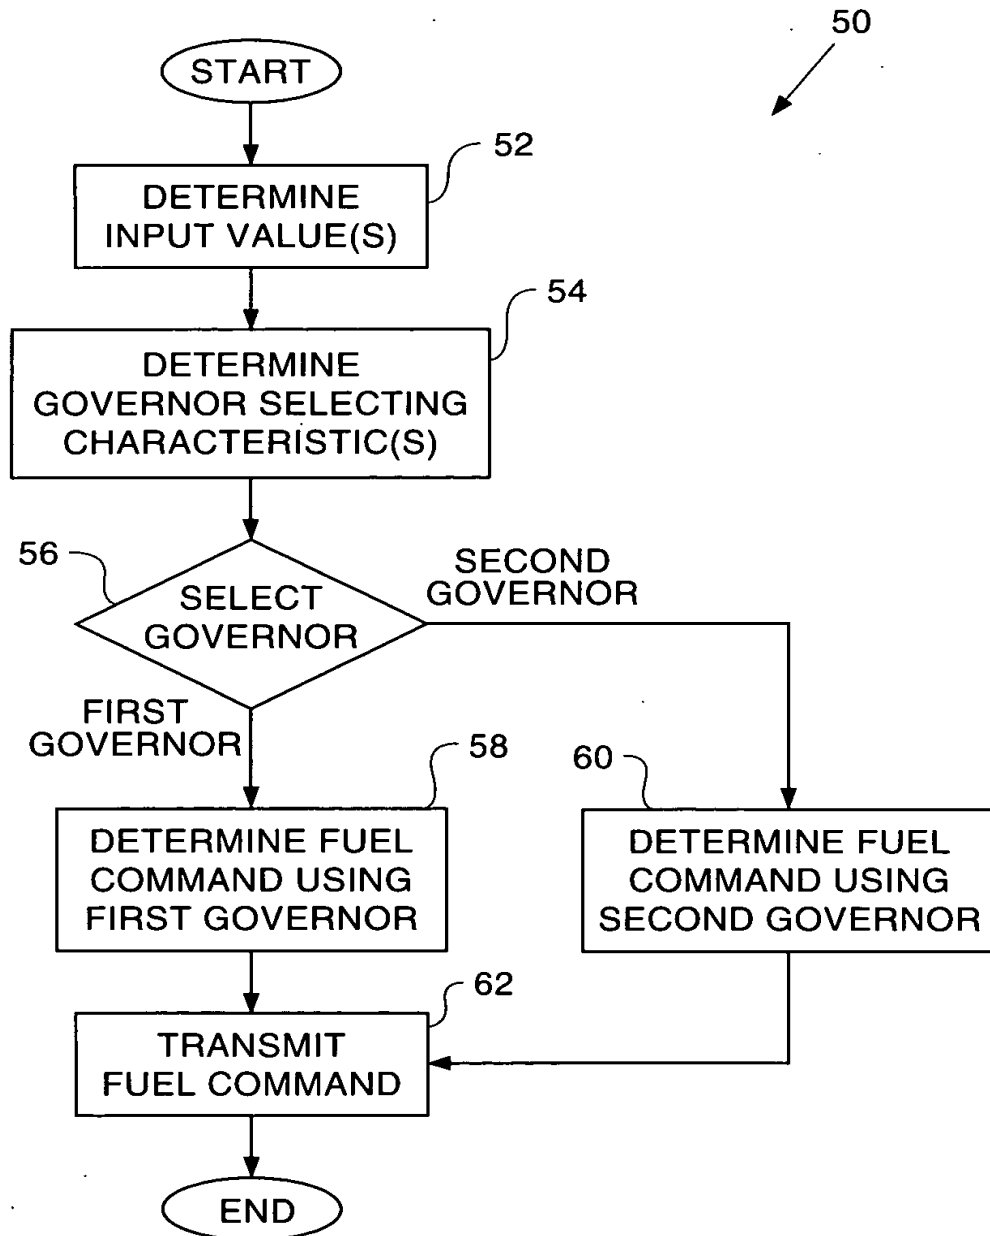 50
START
52
DETERMINE
INPUT VALUE(S)
54
DETERMINE
GOVERNOR SELECTING
CHARACTERISTIC(S)
56
SELECT
GOVERNOR
SECOND
GOVERNOR
FIRST
GOVERNOR
58
DETERMINE FUEL
COMMAND USING
FIRST GOVERNOR
60
DETERMINE FUEL
COMMAND USING
SECOND GOVERNOR
62
TRANSMIT
FUEL COMMAND
END